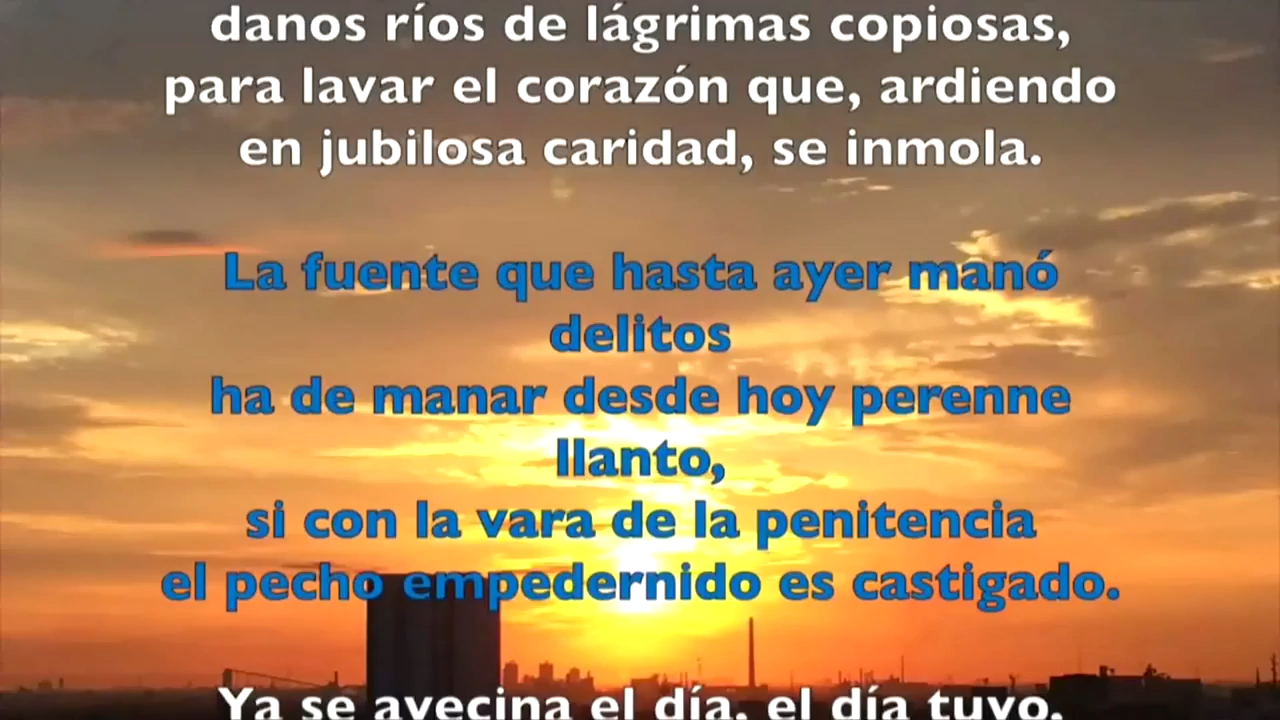 danos ríos de lágrimas copiosas,
para lavar el corazón que, ardiendo
en jubilosa caridad, se inmola.
La fuente que hasta ayer manó
delitos
ha de manar desde hoy perenne
llanto,
si con la vara de la penitencia
el pecho empedernido es castigado.
Ya se avecina el día, el día tuyo,